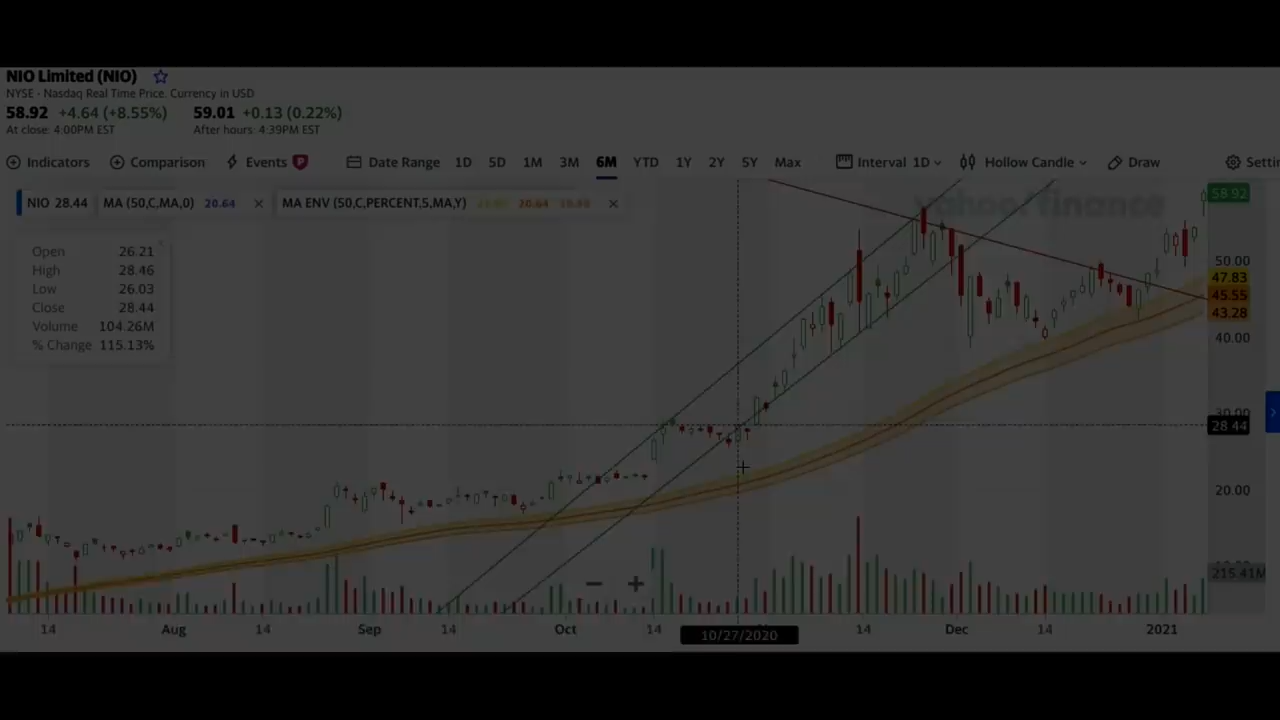 NIO Limited (NIO)
NYSE - Nasdaq Real Time Price. Currency in USD
58.92 +4.64 (+8.55%) 59.01 +0.13 (0.22%)
At close: 4:00PM EST After hours: 4:39PM EST
Indicators Comparison Events P Date Range 1D 5D 1M 3M 6M YTD 1Y 2Y 5Y Max Interval 1D Hollow Candle Draw Settin
NIO 28.44 MA (50,C,MA,0) 20.64 MA ENV (50,C,PERCENT,5,MA,Y) 20.64
yahoo/finance
58.92
Open 26.21
High 28.46
Low 26.03
Close 28.44
Volume 104.26M
% Change 115.13%
50.00
47.83
45.55
43.28
40.00
30.00
28.44
20.00
215.41M
14 Aug 14 Sep 14 Oct 14 10/27/2020 14 Dec 14 2021